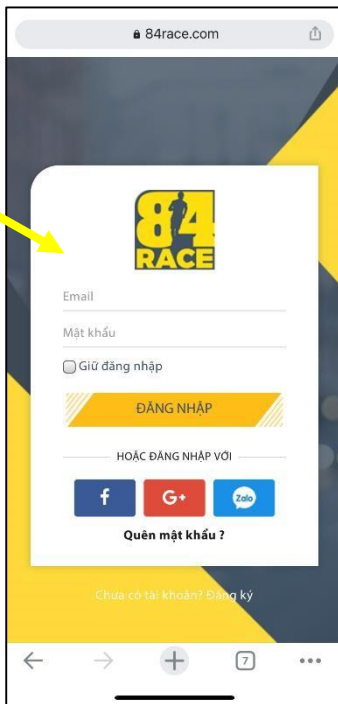 84race.com
84
RACE
Email
Mật khẩu
Giữ đăng nhập
ĐĂNG NHẬP
HOẶC ĐĂNG NHẬP VỚI
f G+ Zalo
Quên mật khẩu ?
Chưa có tài khoản? Đăng ký
7